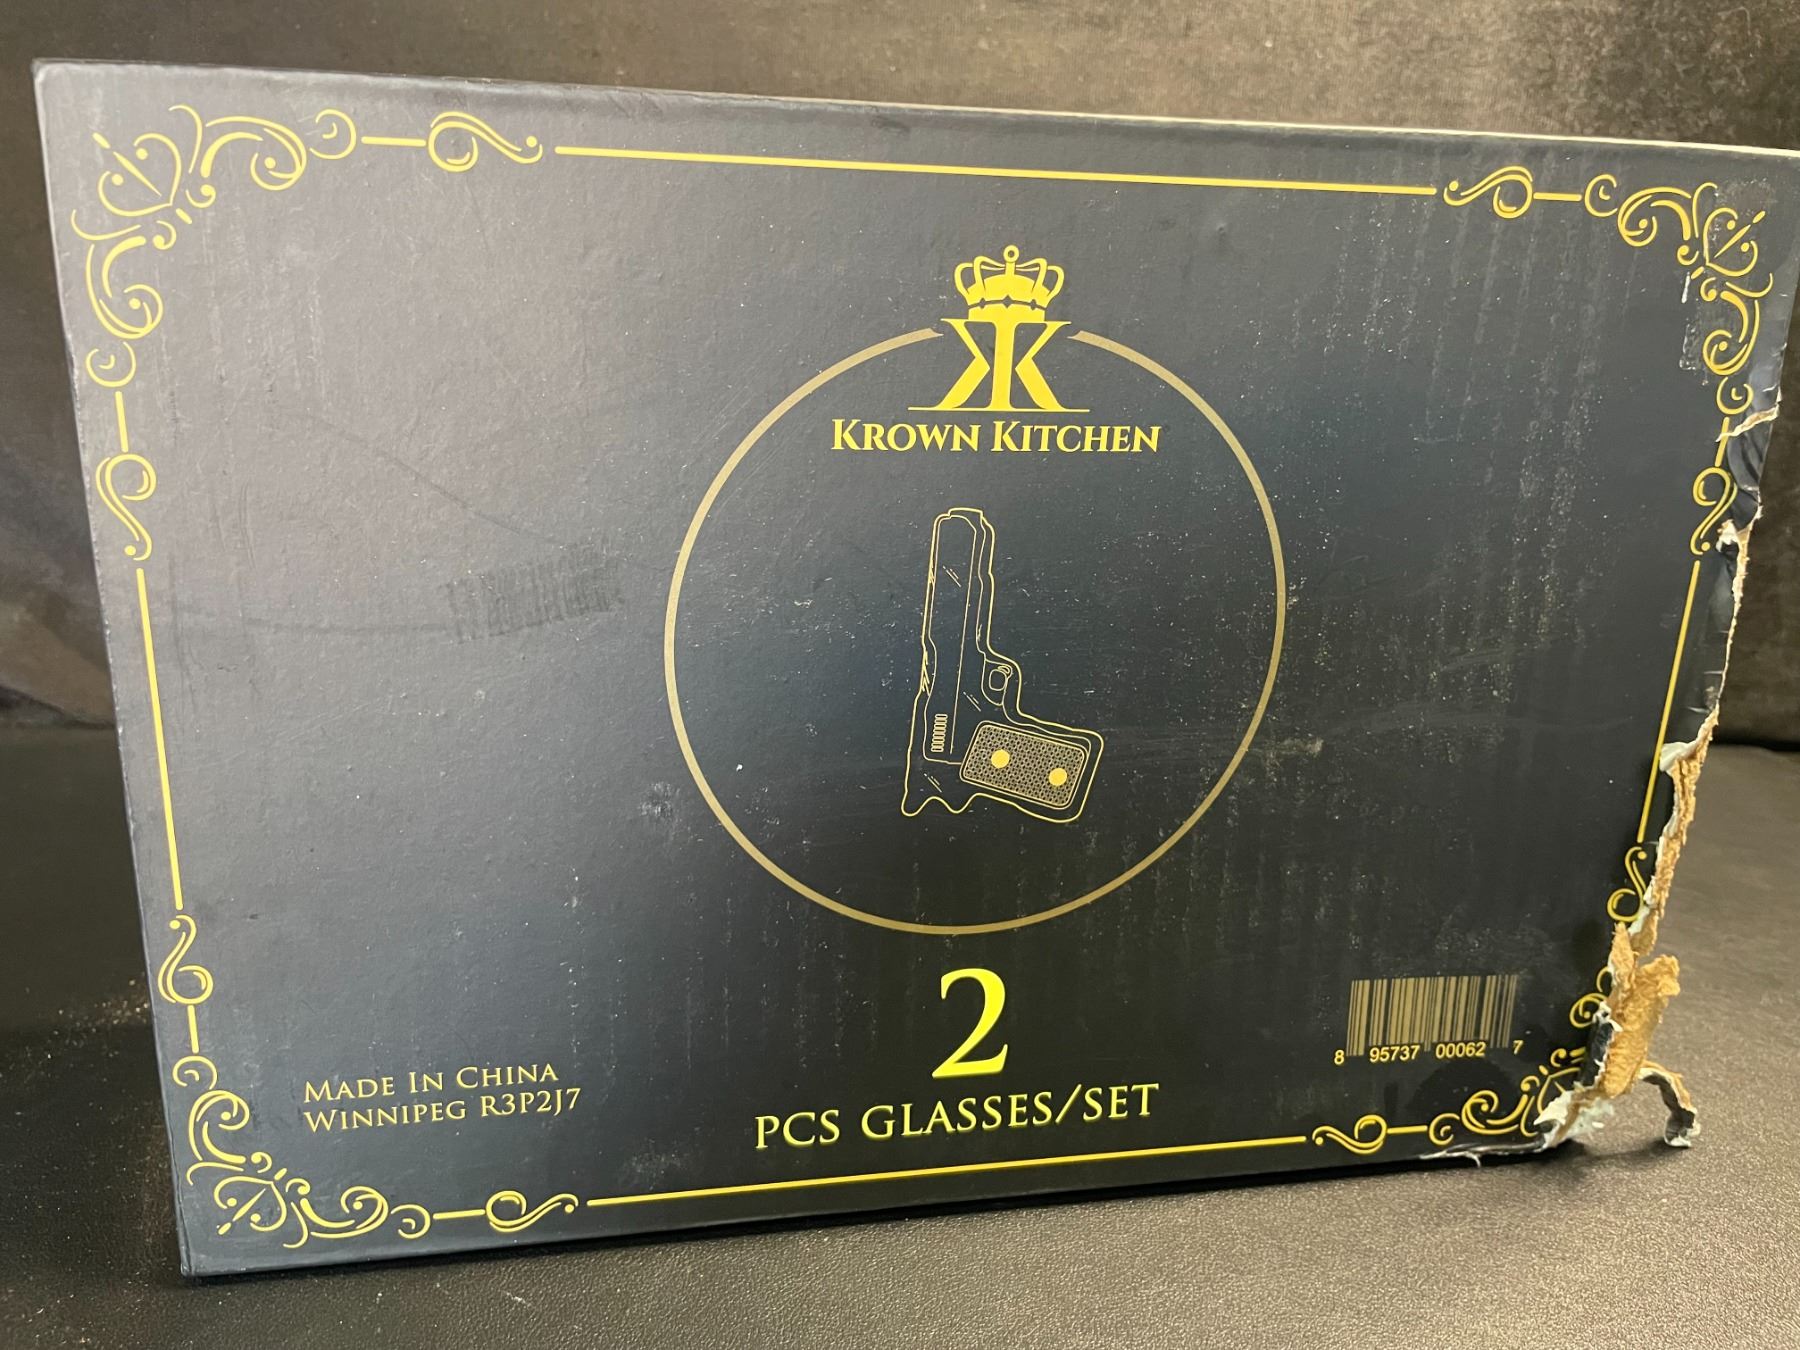 KK
KROWN KITCHEN
2
PCS GLASSES/SET
MADE IN CHINA
WINNIPEG R3P2J7
8 95737 00062 7